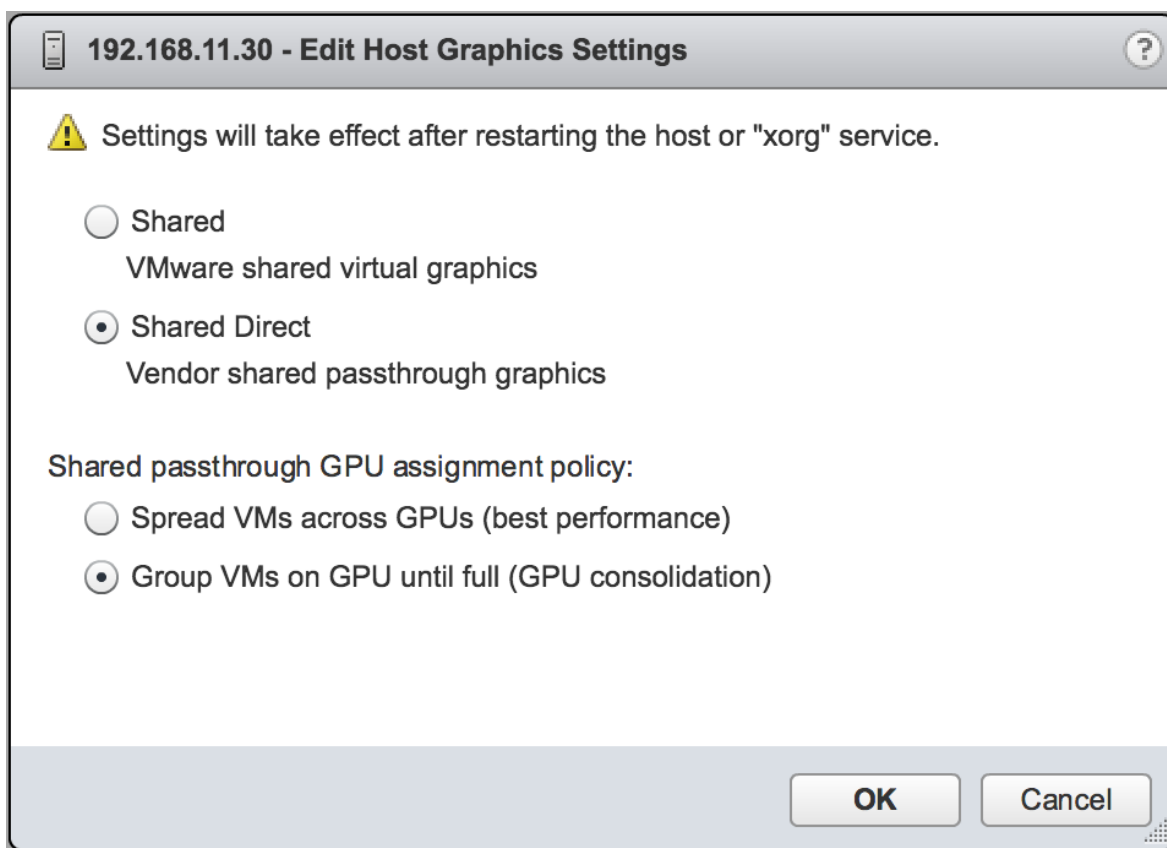 192.168.11.30 - Edit Host Graphics Settings
?
Settings will take effect after restarting the host or "xorg" service.
Shared
VMware shared virtual graphics
Shared Direct
Vendor shared passthrough graphics
Shared passthrough GPU assignment policy:
Spread VMs across GPUs (best performance)
Group VMs on GPU until full (GPU consolidation)
OK Cancel